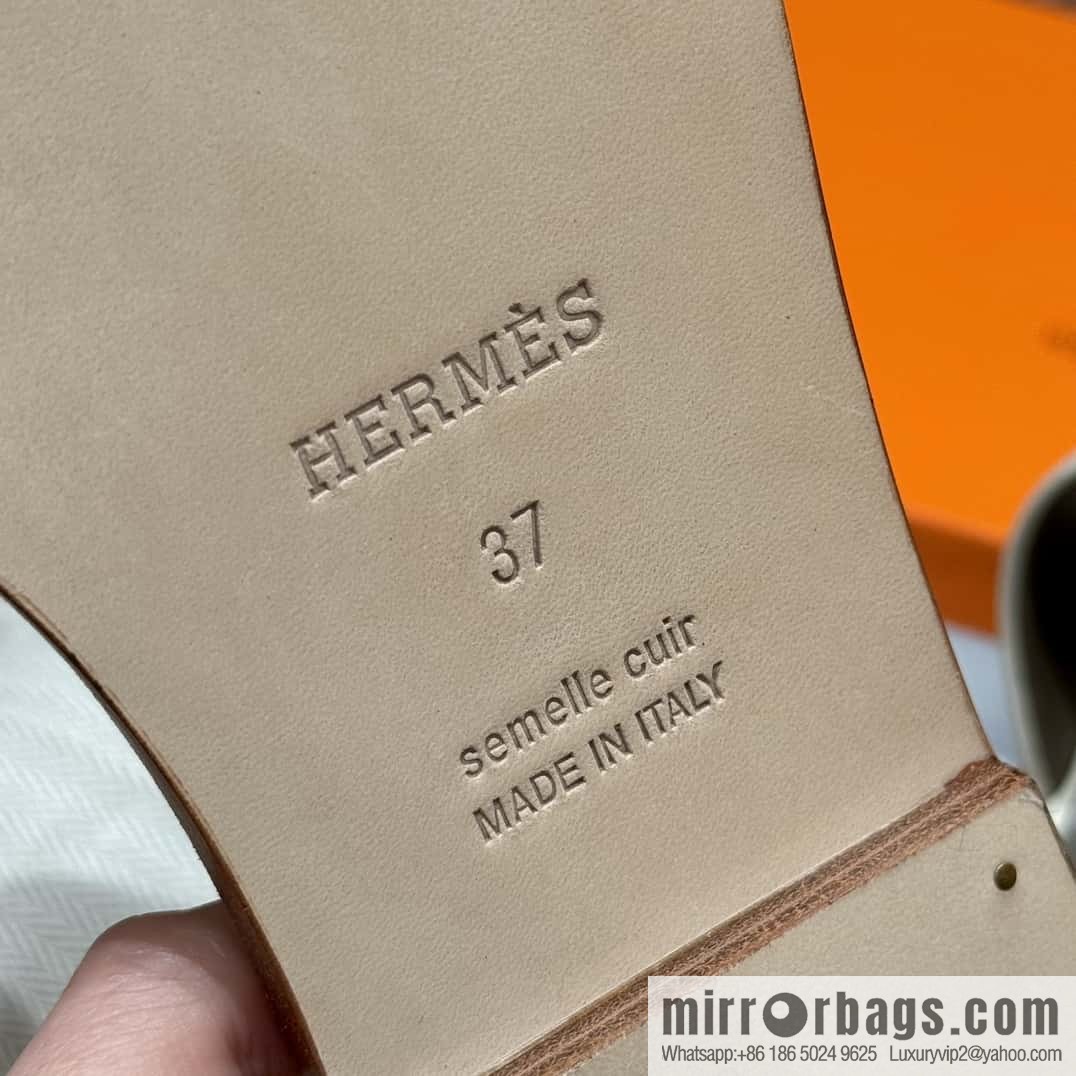 HERMÈS
37
semelle cuir
MADE IN ITALY
mirrorbags.com
Whatsapp:+86 186 5024 9625 Luxuryvip2@yahoo.com